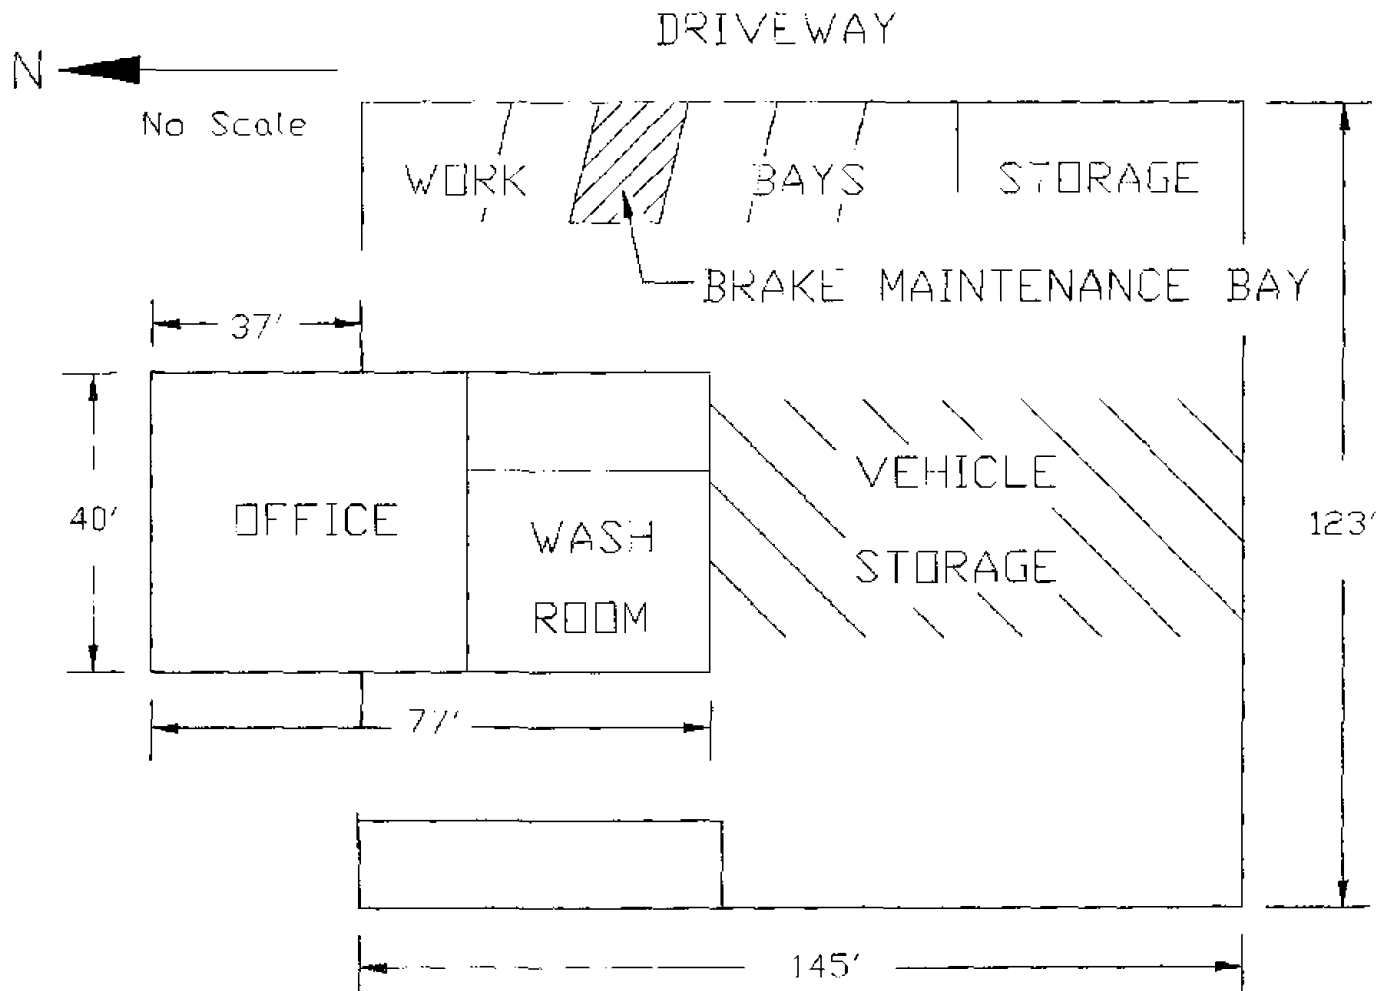 DRIVEWAY
N
No Scale
WORK BAYS STORAGE
BRAKE MAINTENANCE BAY
37'
40'
OFFICE
WASH
ROOM
VEHICLE
STORAGE
123'
77'
145'